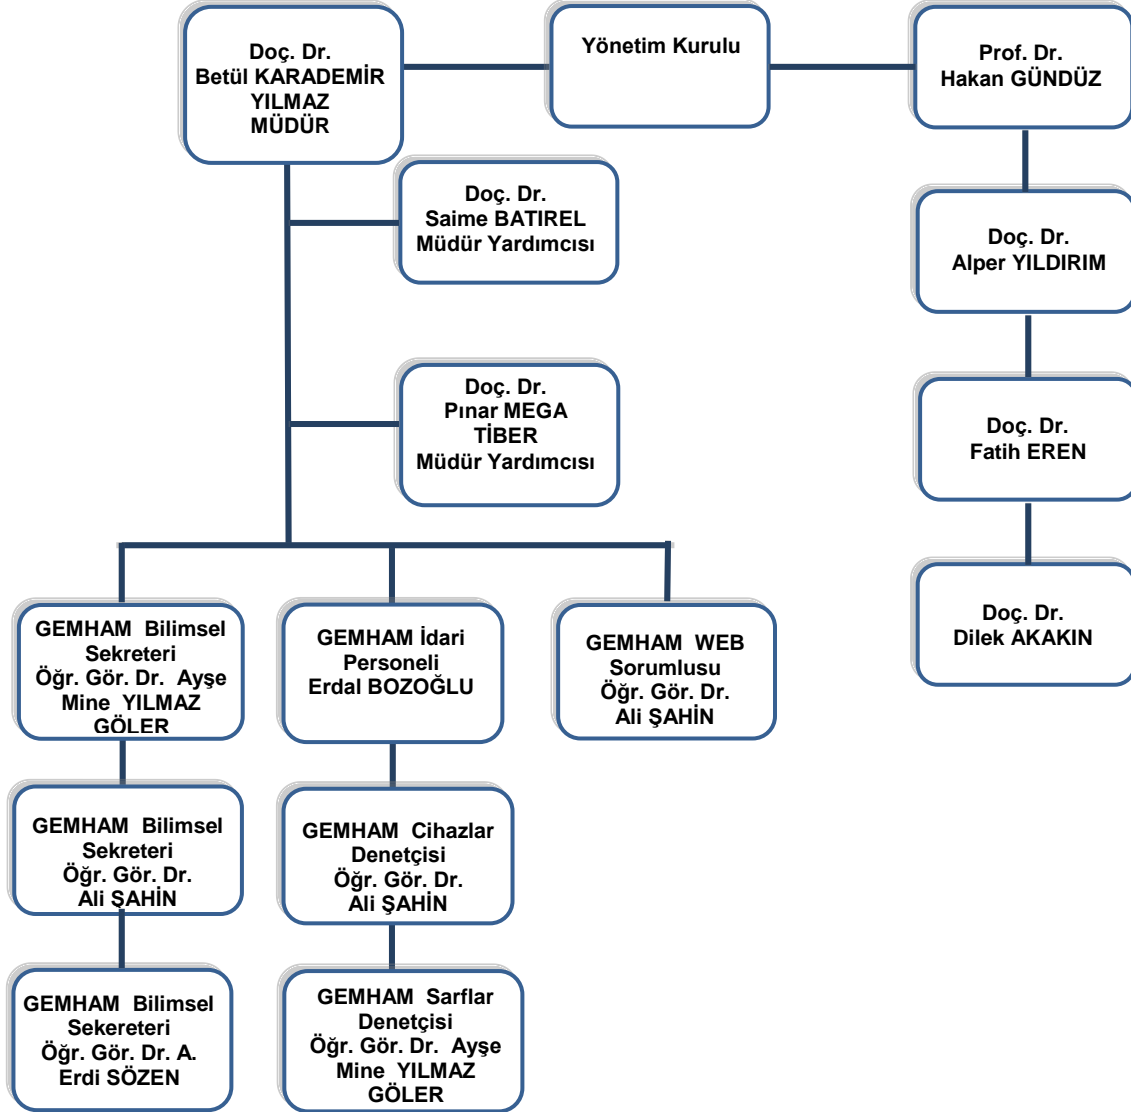 Doç. Dr.
Betül KARADEMİR
YILMAZ
MÜDÜR
Yönetim Kurulu
Prof. Dr.
Hakan GÜNDÜZ
Doç. Dr.
Saime BATIREL
Müdür Yardımcısı
Doç. Dr.
Alper YILDIRIM
Doç. Dr.
Pınar MEGA
TİBER
Müdür Yardımcısı
Doç. Dr.
Fatih EREN
Doç. Dr.
Dilek AKAKIN
GEMHAM Bilimsel
Sekreteri
Öğr. Gör. Dr. Ayşe
Mine YILMAZ
GÖLER
GEMHAM İdari
Personeli
Erdal BOZOĞLU
GEMHAM WEB
Sorumlusu
Öğr. Gör. Dr.
Ali ŞAHİN
GEMHAM Bilimsel
Sekreteri
Öğr. Gör. Dr.
Ali ŞAHİN
GEMHAM Cihazlar
Denetçisi
Öğr. Gör. Dr.
Ali ŞAHİN
GEMHAM Bilimsel
Sekereteri
Öğr. Gör. Dr. A.
Erdi SÖZEN
GEMHAM Sarflar
Denetçisi
Öğr. Gör. Dr. Ayşe
Mine YILMAZ
GÖLER